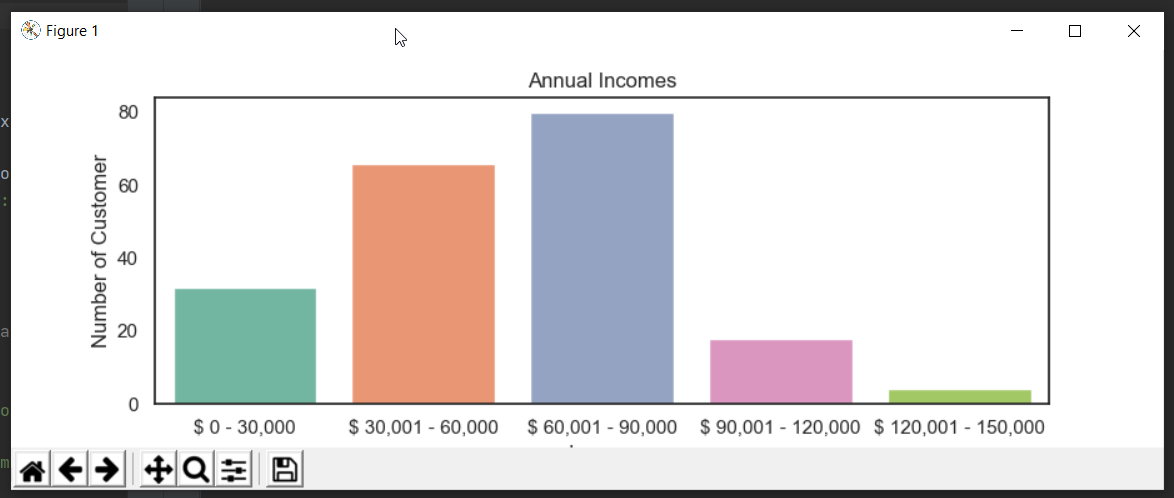 Figure 1
Annual Incomes
Number of Customer
80
60
40
20
0
$ 0 - 30,000 $ 30,001 - 60,000 $ 60,001 - 90,000 $ 90,001 - 120,000 $ 120,001 - 150,000
x
o
:
a
o
m